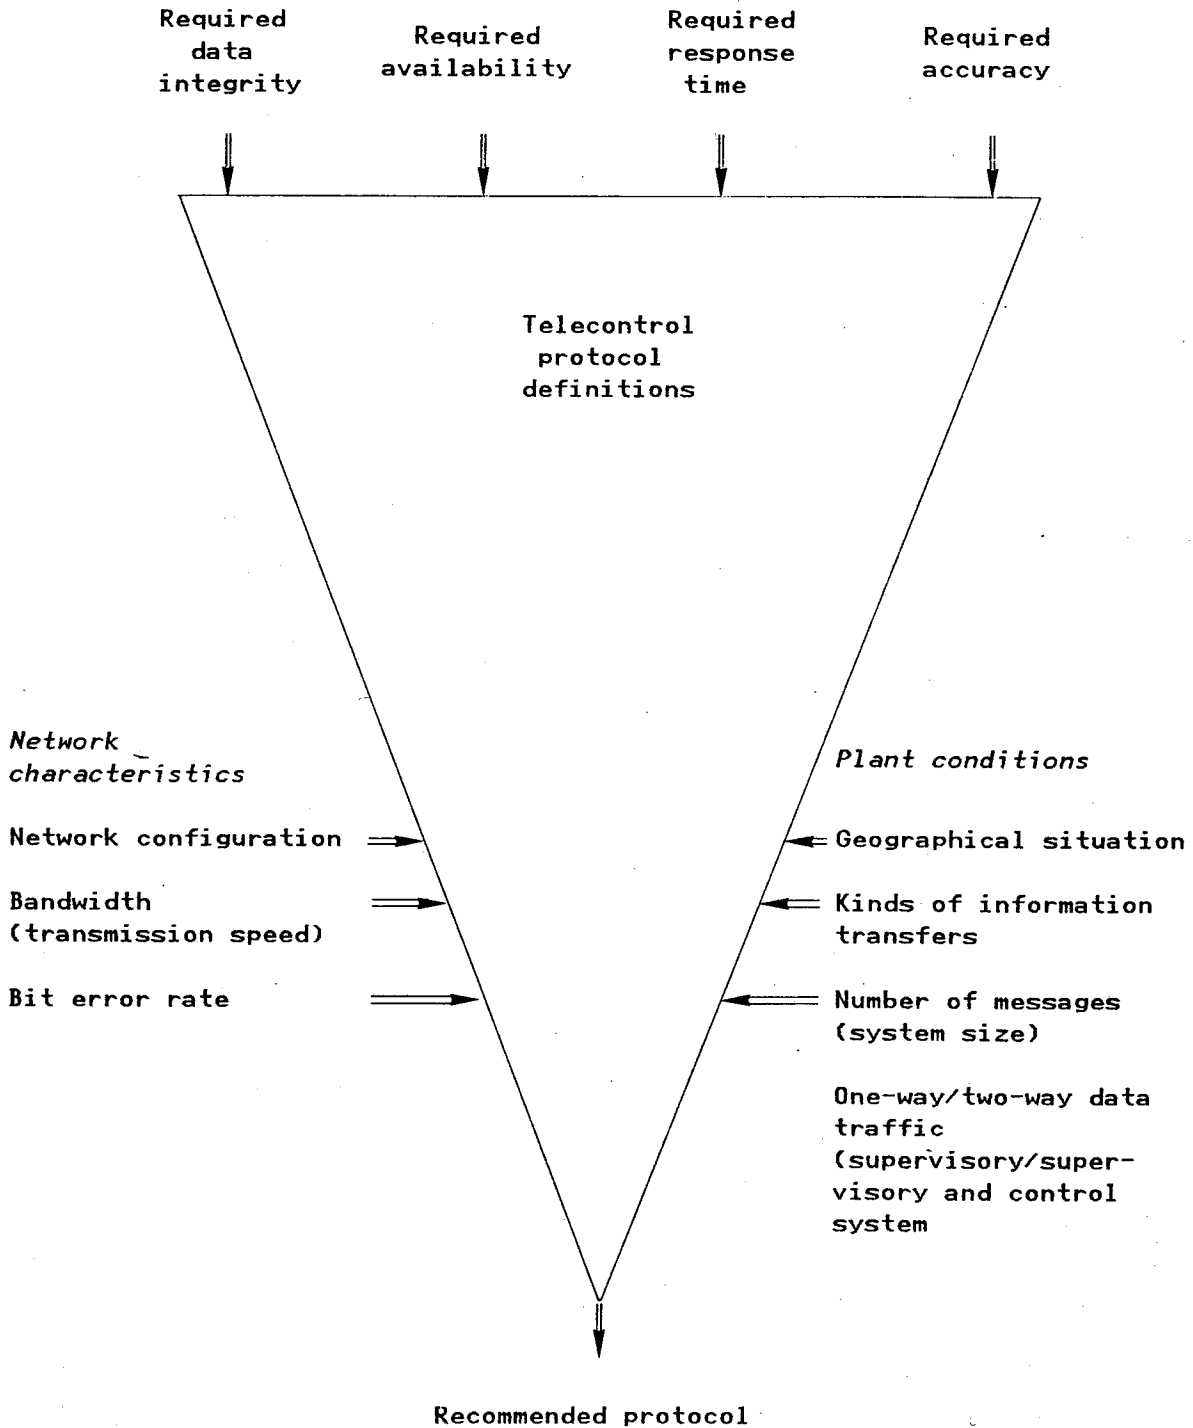 Required
data
integrity
Required
availability
Required
response
time
Required
accuracy
Telecontrol
protocol
definitions
Network
characteristics
Network configuration
Bandwidth
(transmission speed)
Bit error rate
Plant conditions
Geographical situation
Kinds of information
transfers
Number of messages
(system size)
One-way/two-way data
traffic
(supervisory/super-
visory and control
system
Recommended protocol